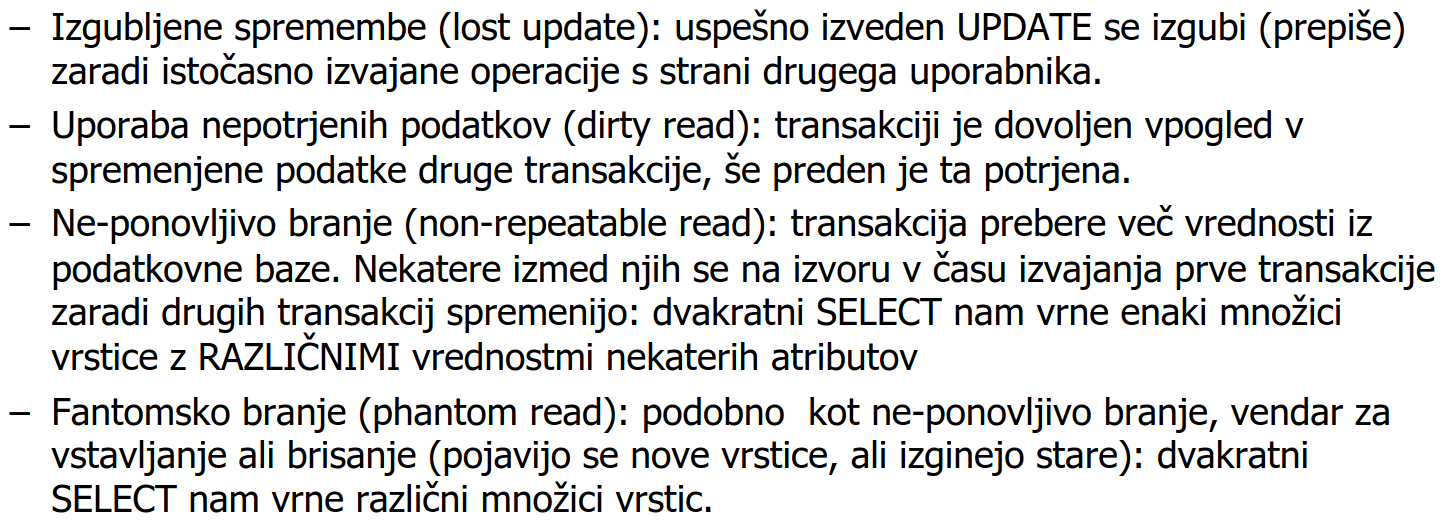 – Izgubljene spremembe (lost update): uspešno izveden UPDATE se izgubi (prepiše)
zaradi istočasno izvajane operacije s strani drugega uporabnika.
– Uporaba nepotrjenih podatkov (dirty read): transakciji je dovoljen vpogled v
spremenjene podatke druge transakcije, še preden je ta potrjena.
– Ne-ponovljivo branje (non-repeatable read): transakcija prebere več vrednosti iz
podatkovne baze. Nekatere izmed njih se na izvoru v času izvajanja prve transakcije
zaradi drugih transakcij spremenijo: dvakratni SELECT nam vrne enaki množici
vrstice z RAZLIČNIMI vrednostmi nekaterih atributov
– Fantomsko branje (phantom read): podobno  kot ne-ponovljivo branje, vendar za
vstavljanje ali brisanje (pojavijo se nove vrstice, ali izginejo stare): dvakratni
SELECT nam vrne različni množici vrstic.